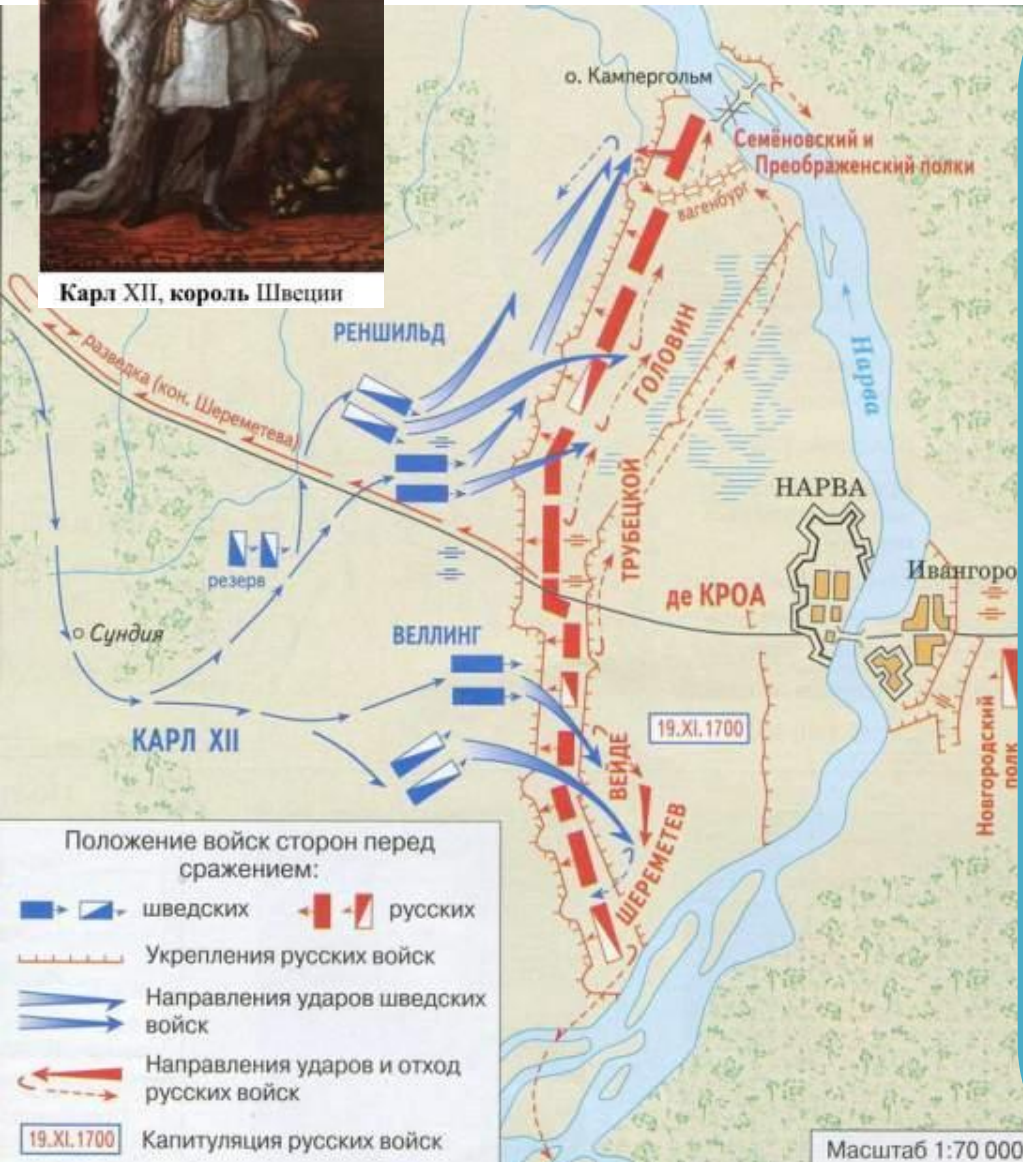 Карл XII, король Швеции
о. Кампергольм
Семёновский и
Преображенский полки
вагенбург
РЕНШИЛЬД
разведка (кон. Шереметева)
ГОЛОВИН
Нарва
ТРУБЕЦКОЙ
НАРВА
Ивангоро
резерв
де КРОА
Сундия
ВЕЛЛИНГ
КАРЛ XII
19.XI.1700
ВЕЙДЕ
ШЕРЕМЕТЕВ
Новгородский
полк
Положение войск сторон перед
сражением:
шведских
русских
Укрепления русских войск
Направления ударов шведских
войск
Направления ударов и отход
русских войск
19.XI.1700
Капитуляция русских войск
Масштаб 1:70 000